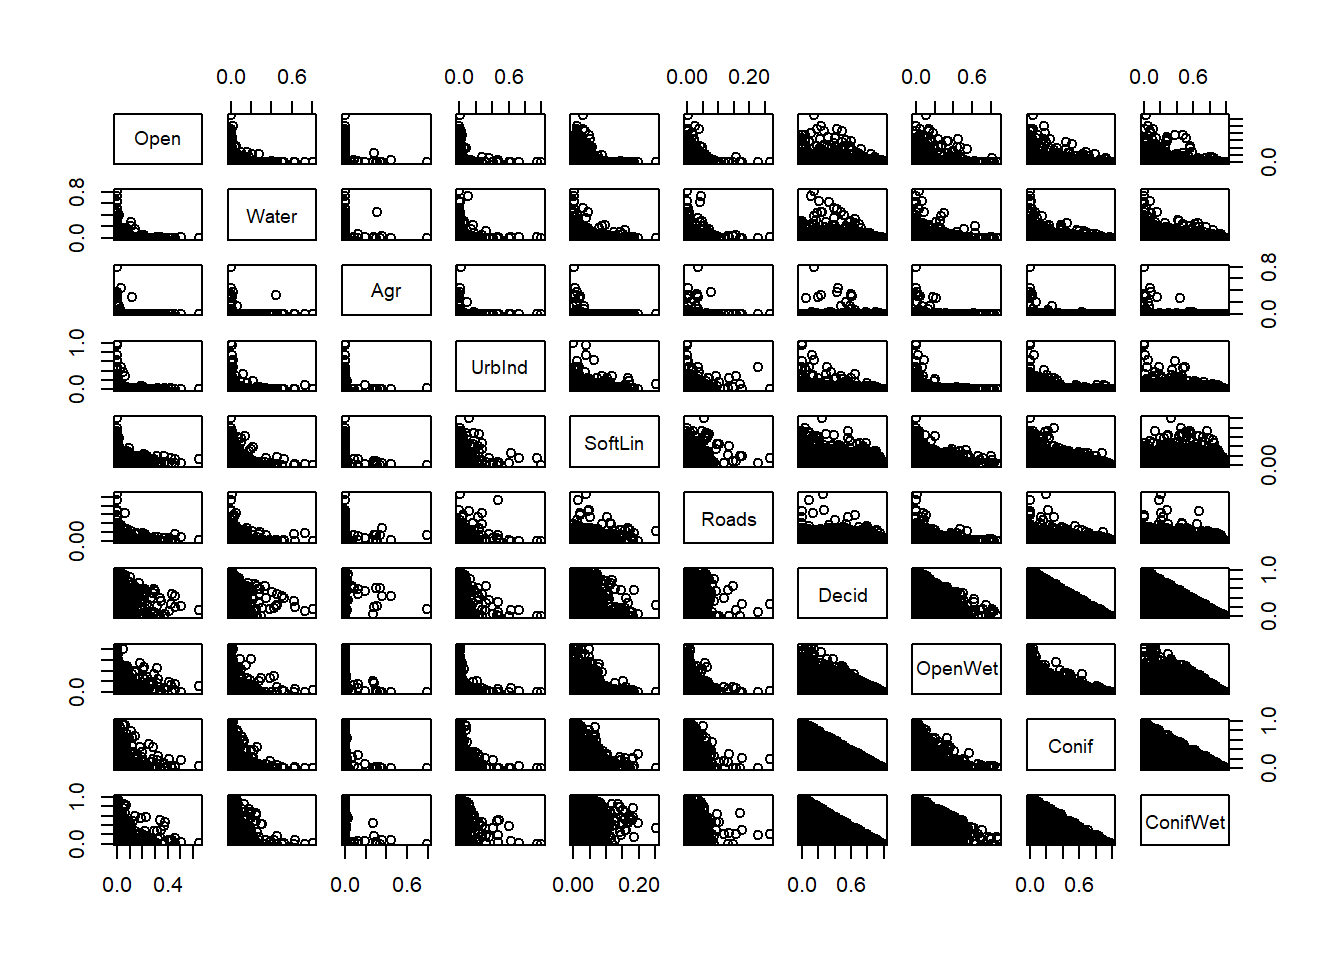 0.0 0.6 0.0 0.6 0.00 0.20 0.0 0.6 0.0 0.6
Open 0.0
0.0 0.8 Water
Agr 0.0 0.8
0.0 1.0 UrbInd
SoftLin 0.00
0.00 Roads
Decid 0.0 1.0
0.0 OpenWet
Conif 0.0 1.0
0.0 1.0 ConifWet
0.0 0.4 0.0 0.6 0.00 0.20 0.0 0.6 0.0 0.6